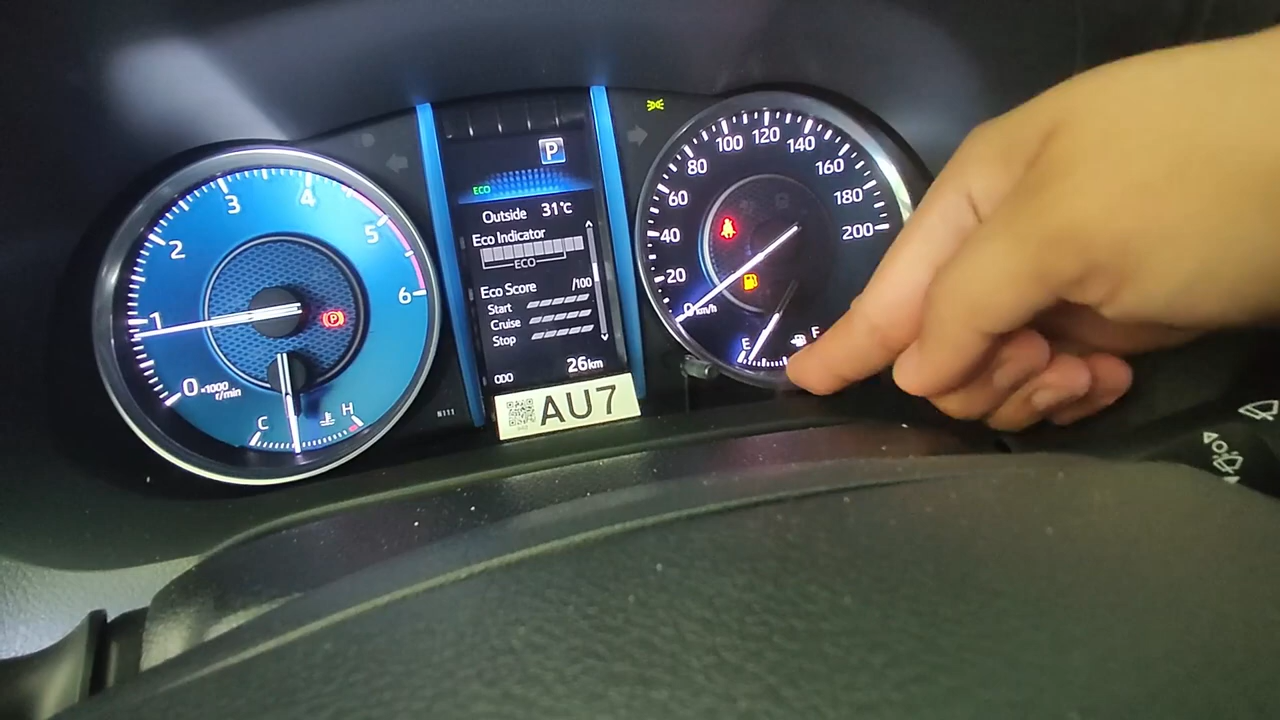 0
1
2
3
4
5
6
×1000
r/min
C
H
P
ECO
Outside 31°C
Eco Indicator
ECO
Eco Score /100
Start
Cruise
Stop
ODO 26km
AU7
0
20
40
60
80
100
120
140
160
180
200
km/h
E
F
P